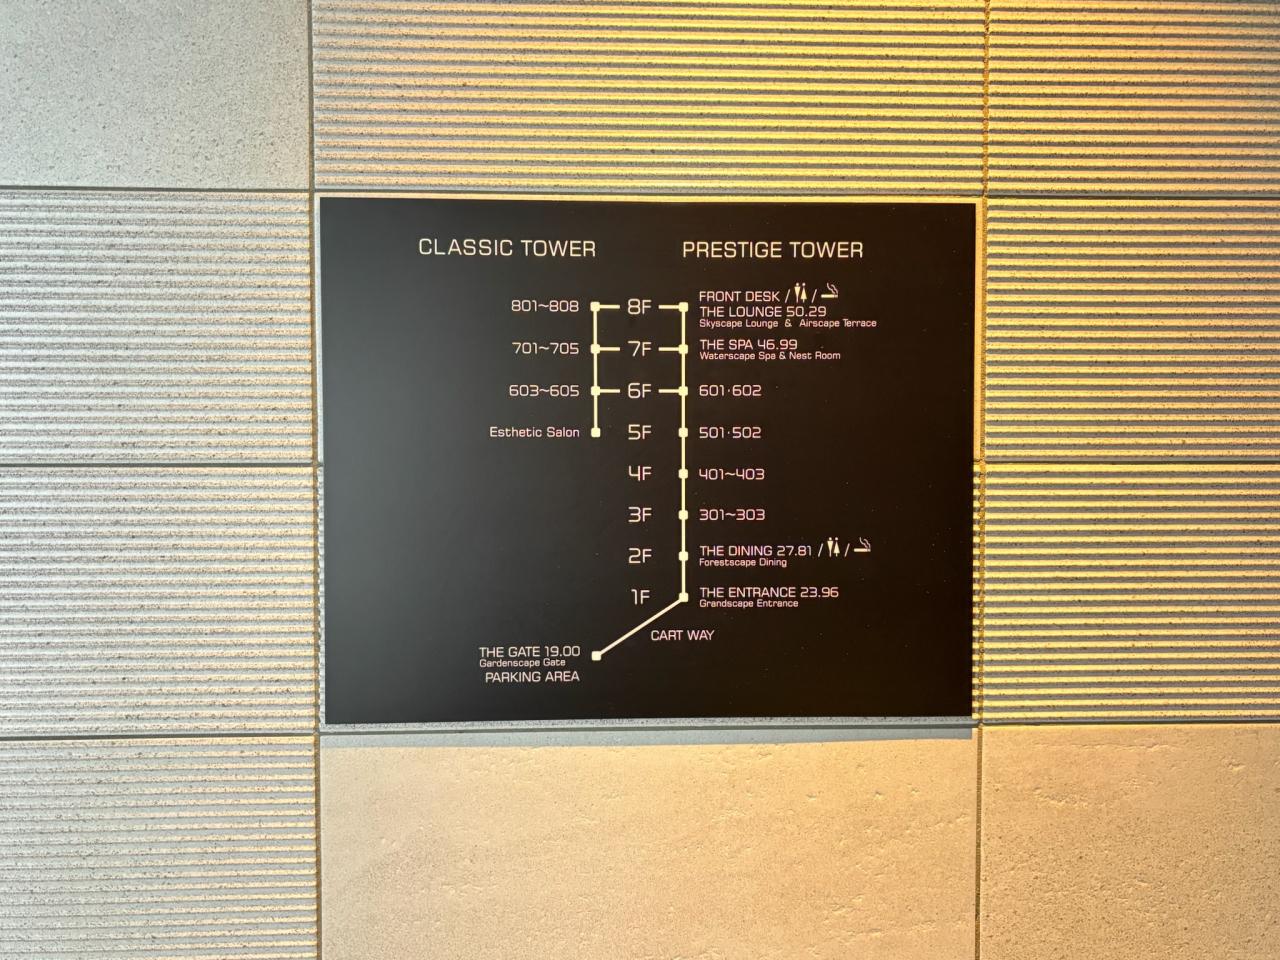 CLASSIC TOWER
PRESTIGE TOWER
801~808
8F
FRONT DESK / /
THE LOUNGE 50.29
Skyscape Lounge & Airscape Terrace
701~705
7F
THE SPA 46.99
Waterscape Spa & Nest Room
603~605
6F
601·602
Esthetic Salon
5F
501·502
4F
401~403
3F
301~303
2F
THE DINING 27.81 / /
Forestscape Dining
1F
THE ENTRANCE 23.96
Grandscape Entrance
CART WAY
THE GATE 19.00
Gardenscape Gate
PARKING AREA